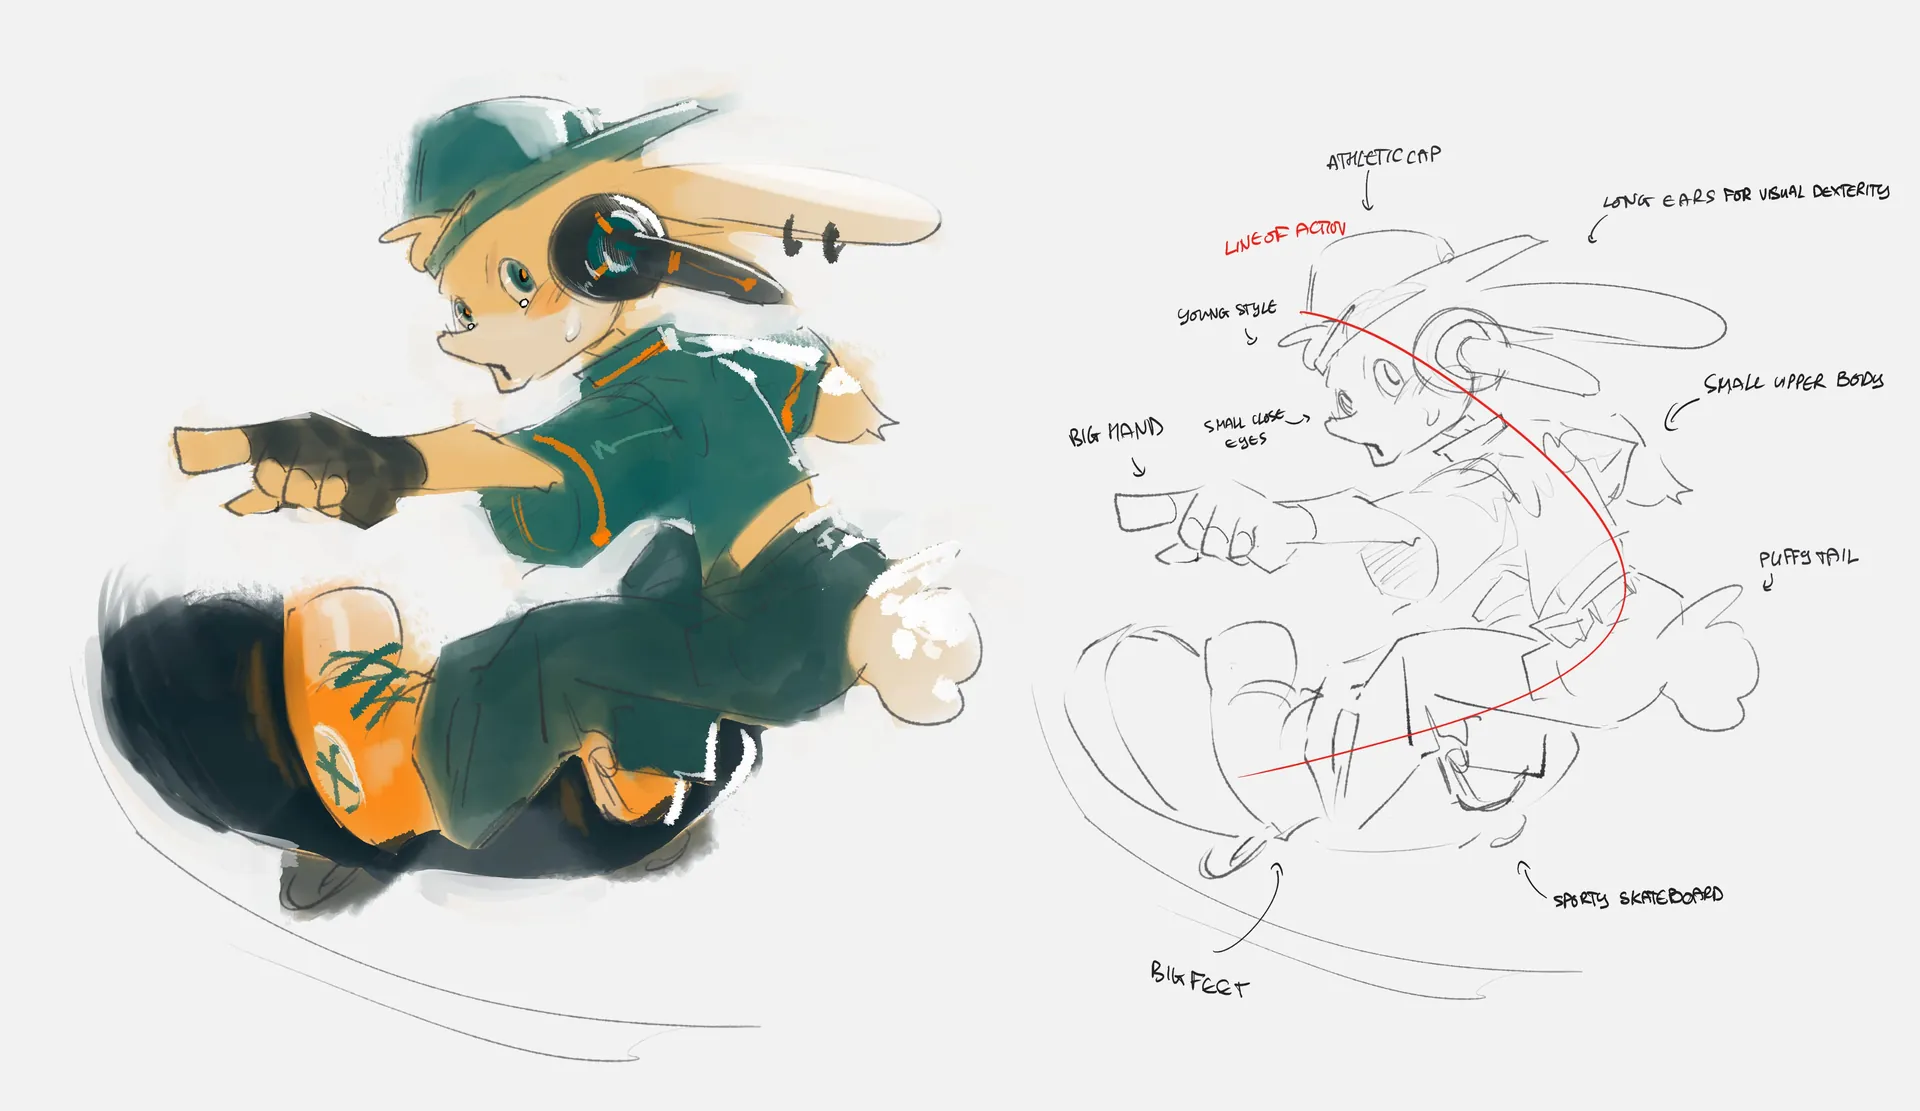 ATHLETIC CAP
LONG EARS FOR VISUAL DEXTERITY
LINE OF ACTION
YOUNG STYLE
SMALL UPPER BODY
BIG HAND
SMALL CLOSE
EYES
PUFFY TAIL
SPORTY SKATEBOARD
BIG FEET